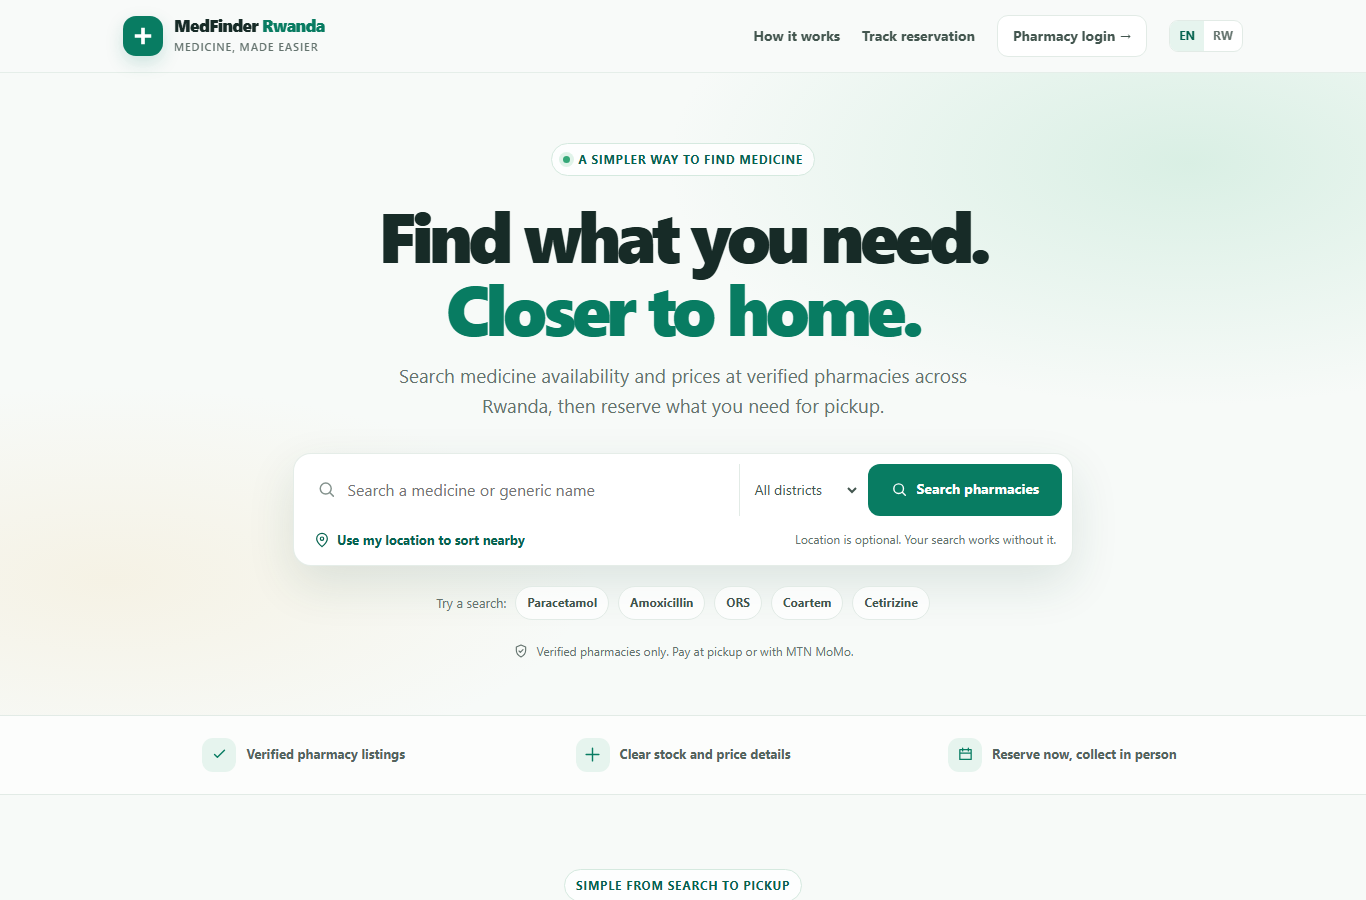 MedFinder Rwanda
MEDICINE, MADE EASIER
How it works
Track reservation
Pharmacy login →
EN
RW
A SIMPLER WAY TO FIND MEDICINE
Find what you need.
Closer to home.
Search medicine availability and prices at verified pharmacies across
Rwanda, then reserve what you need for pickup.
Search a medicine or generic name
All districts
Search pharmacies
Use my location to sort nearby
Location is optional. Your search works without it.
Try a search:
Paracetamol
Amoxicillin
ORS
Coartem
Cetirizine
Verified pharmacies only. Pay at pickup or with MTN MoMo.
Verified pharmacy listings
Clear stock and price details
Reserve now, collect in person
SIMPLE FROM SEARCH TO PICKUP